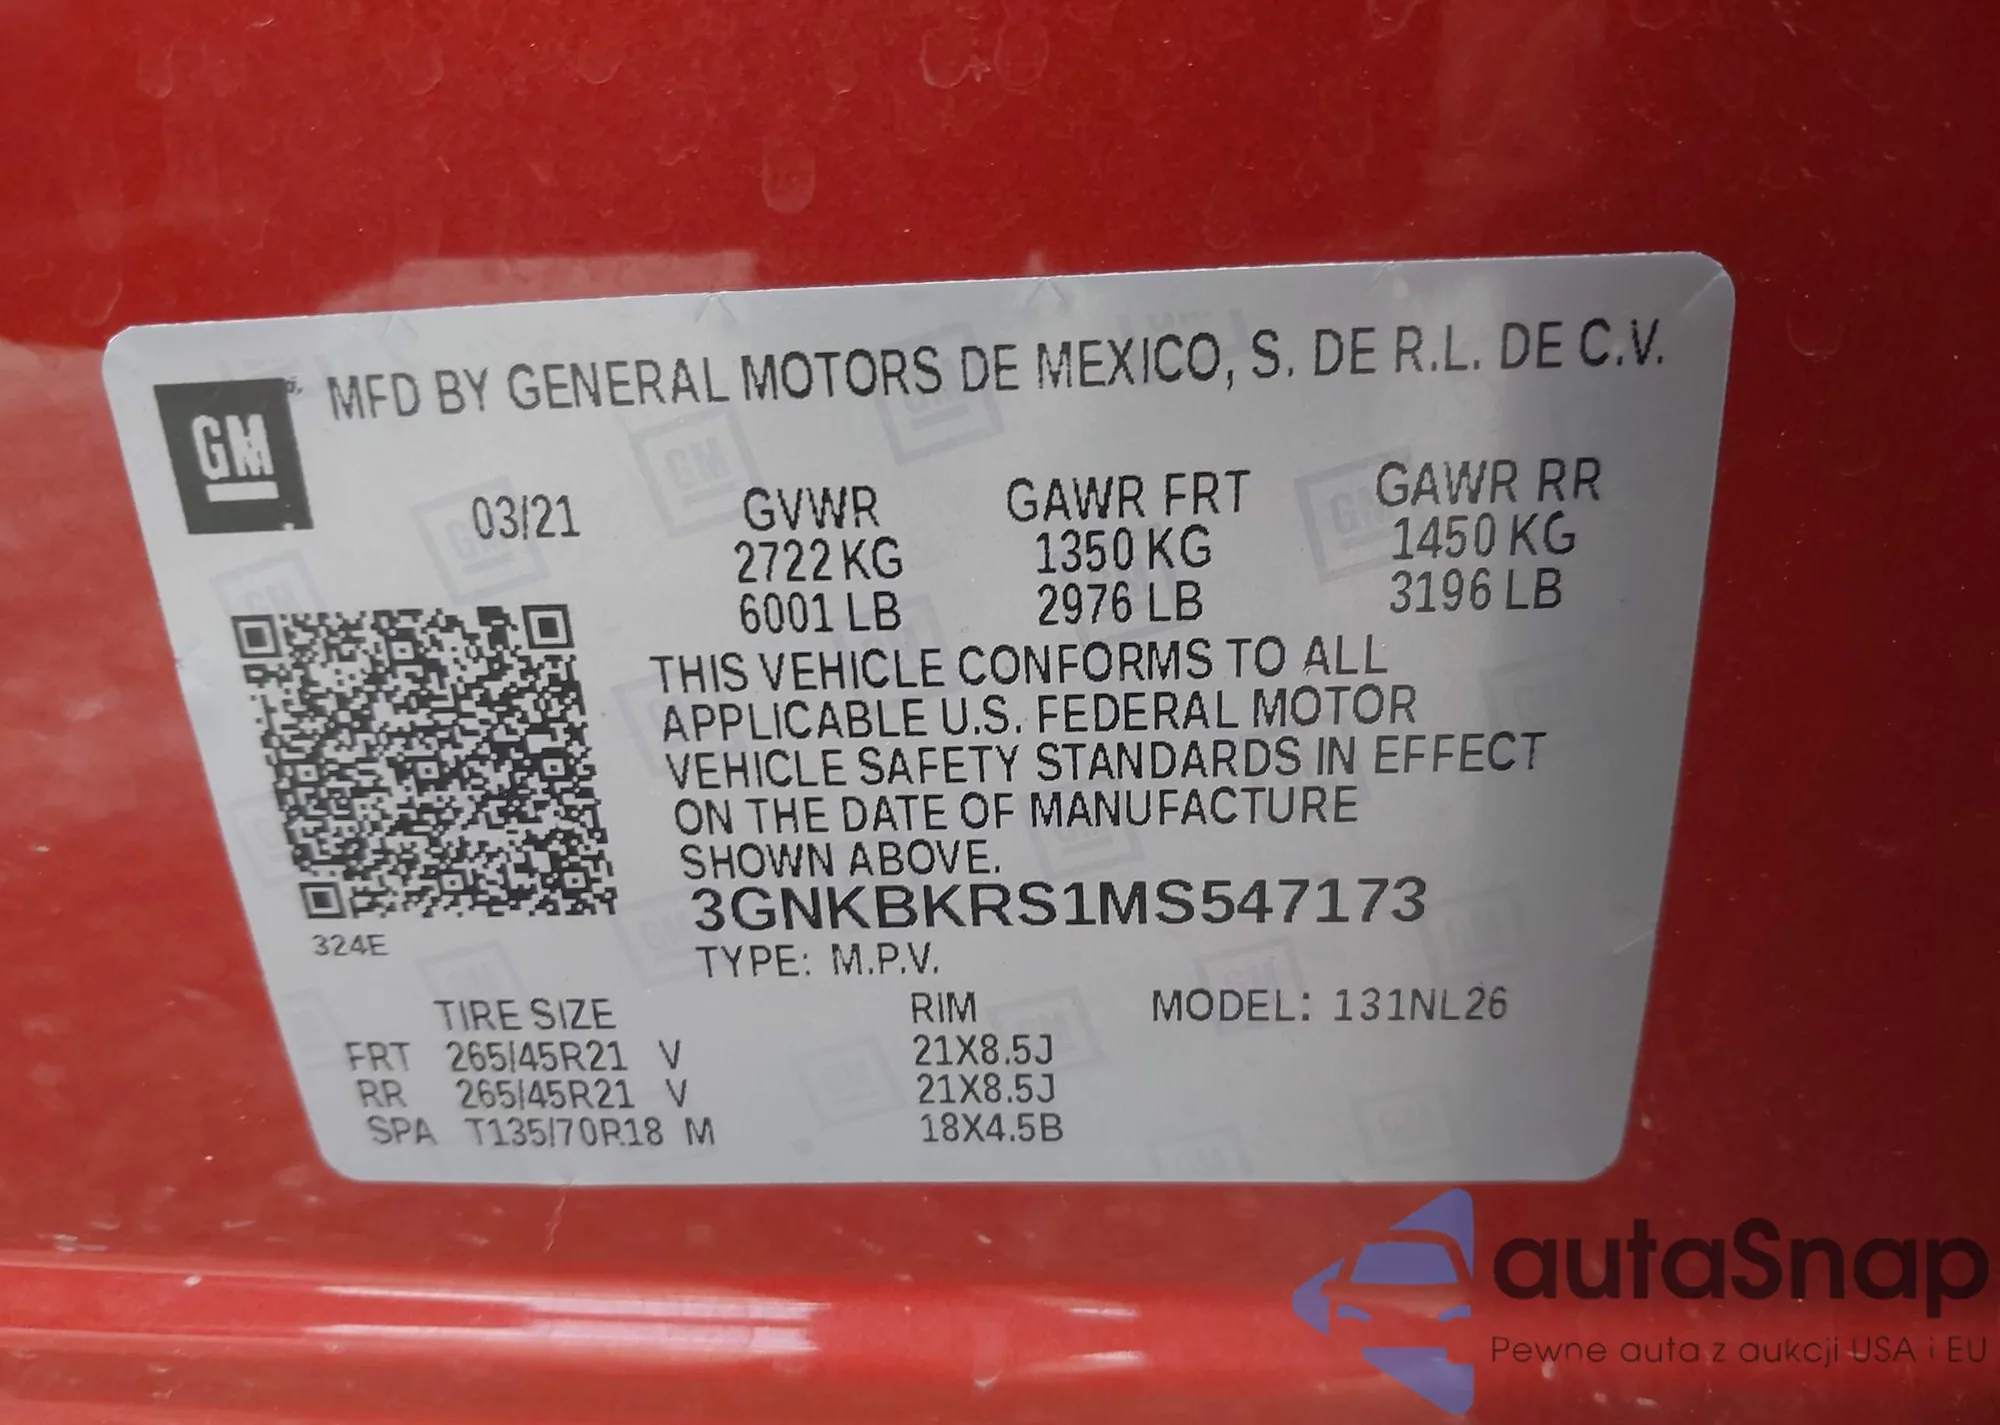 GM
MFD BY GENERAL MOTORS DE MEXICO, S. DE R.L. DE C.V.
03/21
GVWR GAWR FRT GAWR RR
2722 KG 1350 KG 1450 KG
6001 LB 2976 LB 3196 LB
THIS VEHICLE CONFORMS TO ALL
APPLICABLE U.S. FEDERAL MOTOR
VEHICLE SAFETY STANDARDS IN EFFECT
ON THE DATE OF MANUFACTURE
SHOWN ABOVE.
3GNKBKRS1MS547173
324E
TYPE: M.P.V.
TIRE SIZE RIM MODEL: 131NL26
FRT 265/45R21 V 21X8.5J
RR 265/45R21 V 21X8.5J
SPA T135/70R18 M 18X4.5B
autaSnap
Pewne auta z aukcji USA i EU